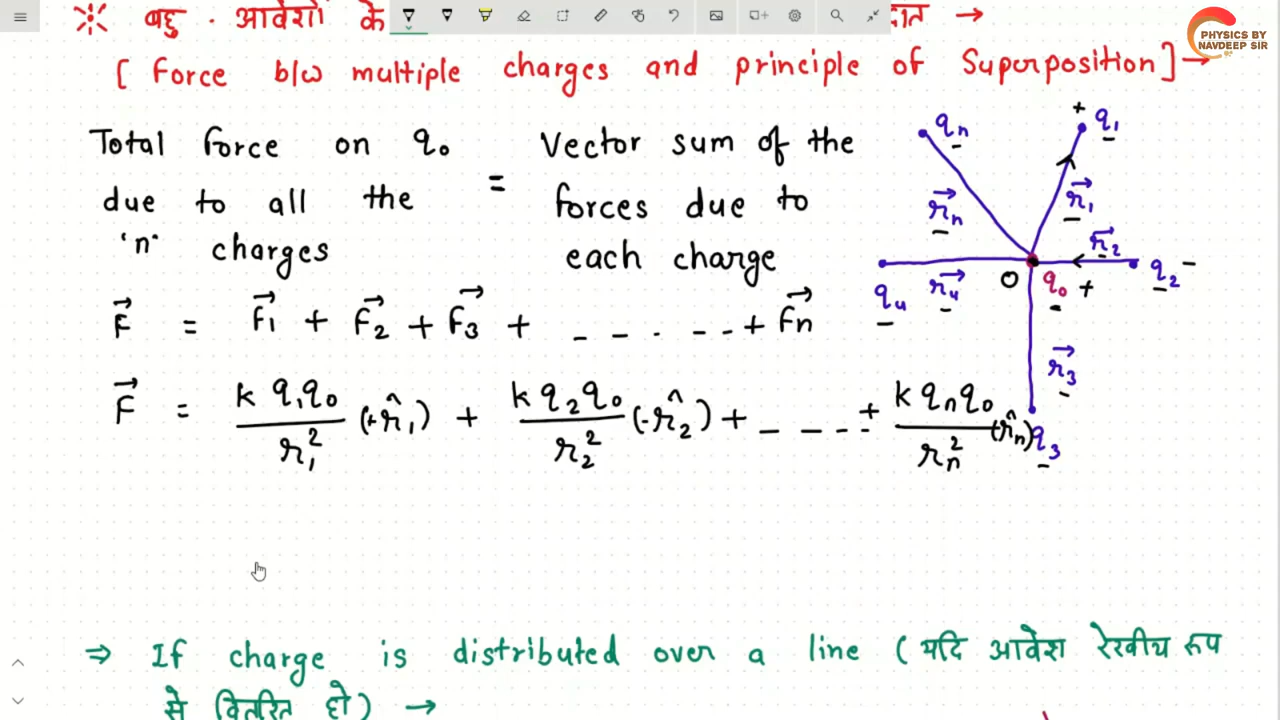 ※ बहु . आवेशों के →
[ Force b/w multiple charges and principle of Superposition ] →
PHYSICS BY
NAVDEEP SIR
Total force on q₀ = Vector sum of the
due to all the forces due to
'n' charges each charge
F⃗ = F⃗₁ + F⃗₂ + F⃗₃ + - - . - - - + F⃗n
F⃗ = k q₁q₀ / r₁² (+r̂₁) + k q₂q₀ / r₂² (-r̂₂) + - - - - + k qₙq₀ / rₙ² (r̂ₙ)
qₙ
+ q₁
r⃗ₙ
r⃗₁
r⃗₂
q₂ -
O q₀ +
q₄
r⃗₄
r⃗₃
q₃
⇒ If charge is distributed over a line ( यदि आवेश रेखीय रूप
से वितरित हो ) →